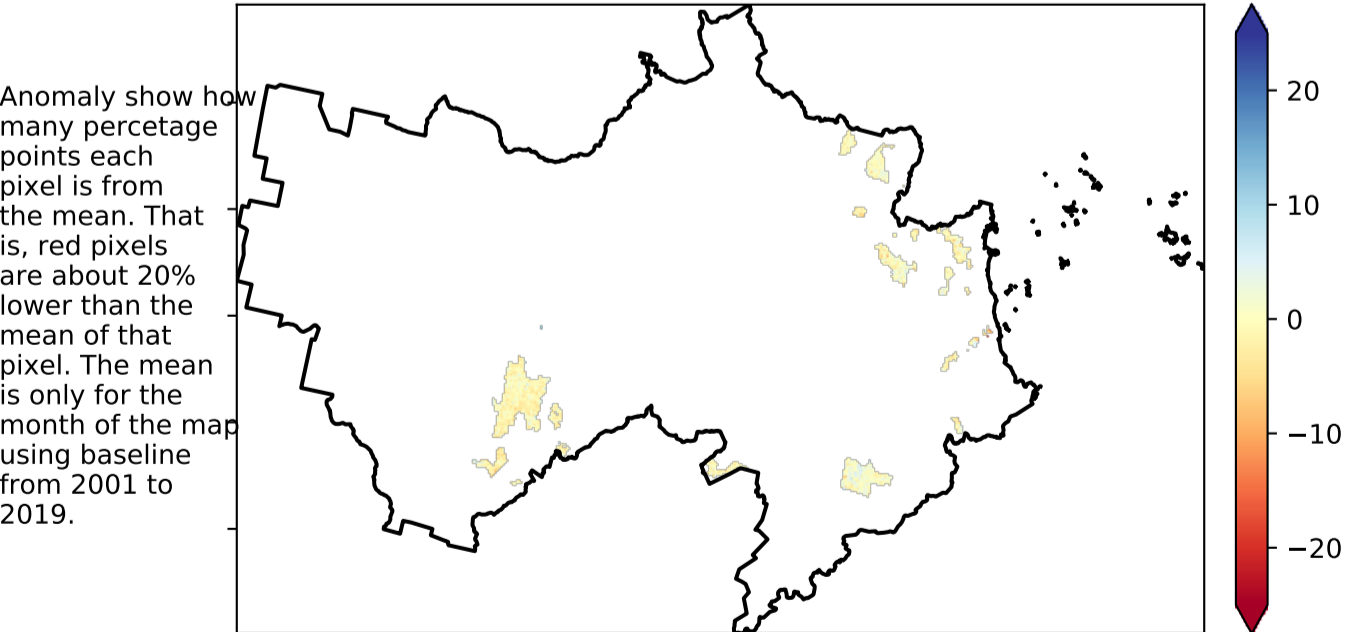 Anomaly show how
many percetage
points each
pixel is from
the mean. That
is, red pixels
are about 20%
lower than the
mean of that
pixel. The mean
is only for the
month of the map
using baseline
from 2001 to
2019.
20
10
0
−10
−20